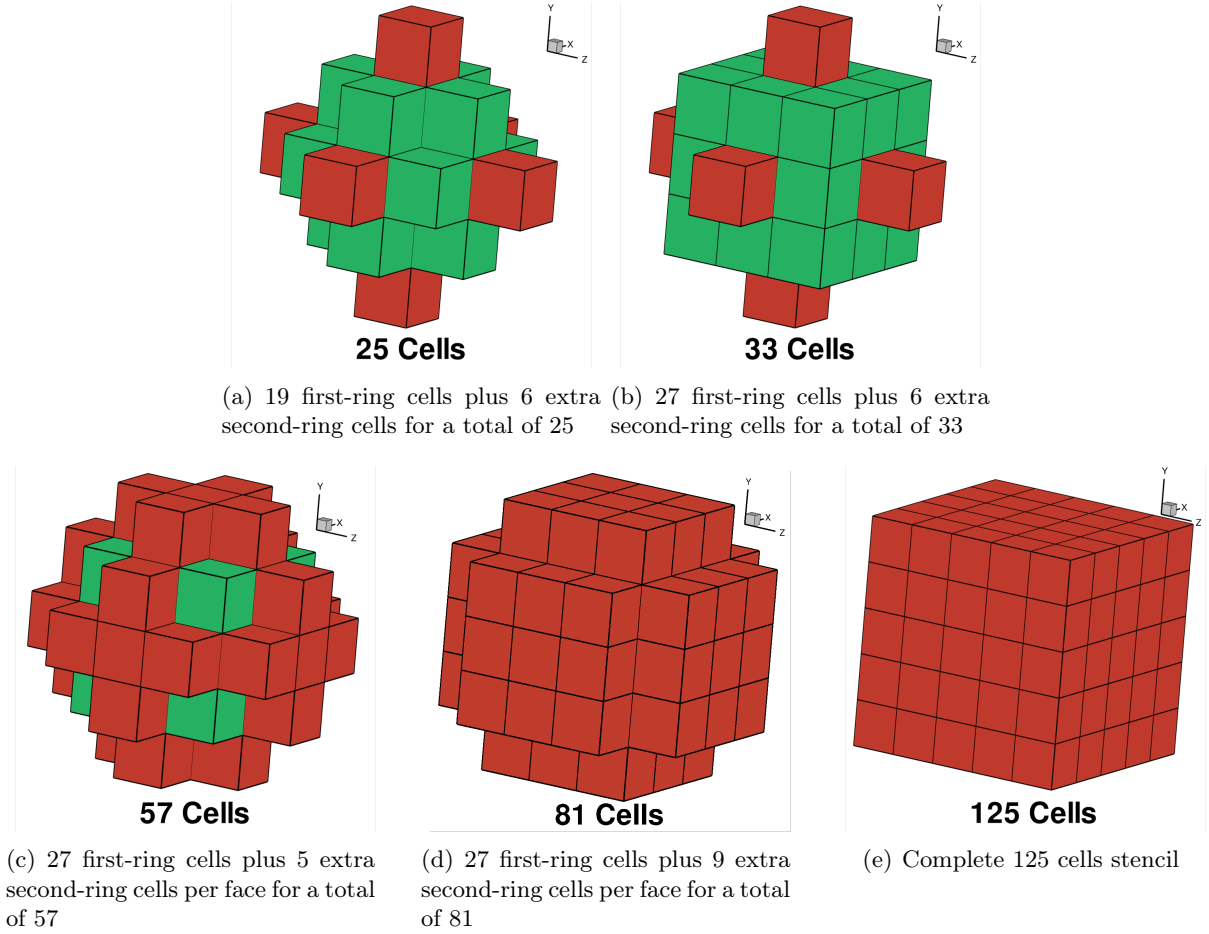 Y
X
Z
Y
X
Z
25 Cells
33 Cells
(a) 19 first-ring cells plus 6 extra
second-ring cells for a total of 25
(b) 27 first-ring cells plus 6 extra
second-ring cells for a total of 33
Y
X
Z
Y
X
Z
Y
X
Z
57 Cells
81 Cells
125 Cells
(c) 27 first-ring cells plus 5 extra
second-ring cells per face for a total
of 57
(d) 27 first-ring cells plus 9 extra
second-ring cells per face for a total
of 81
(e) Complete 125 cells stencil